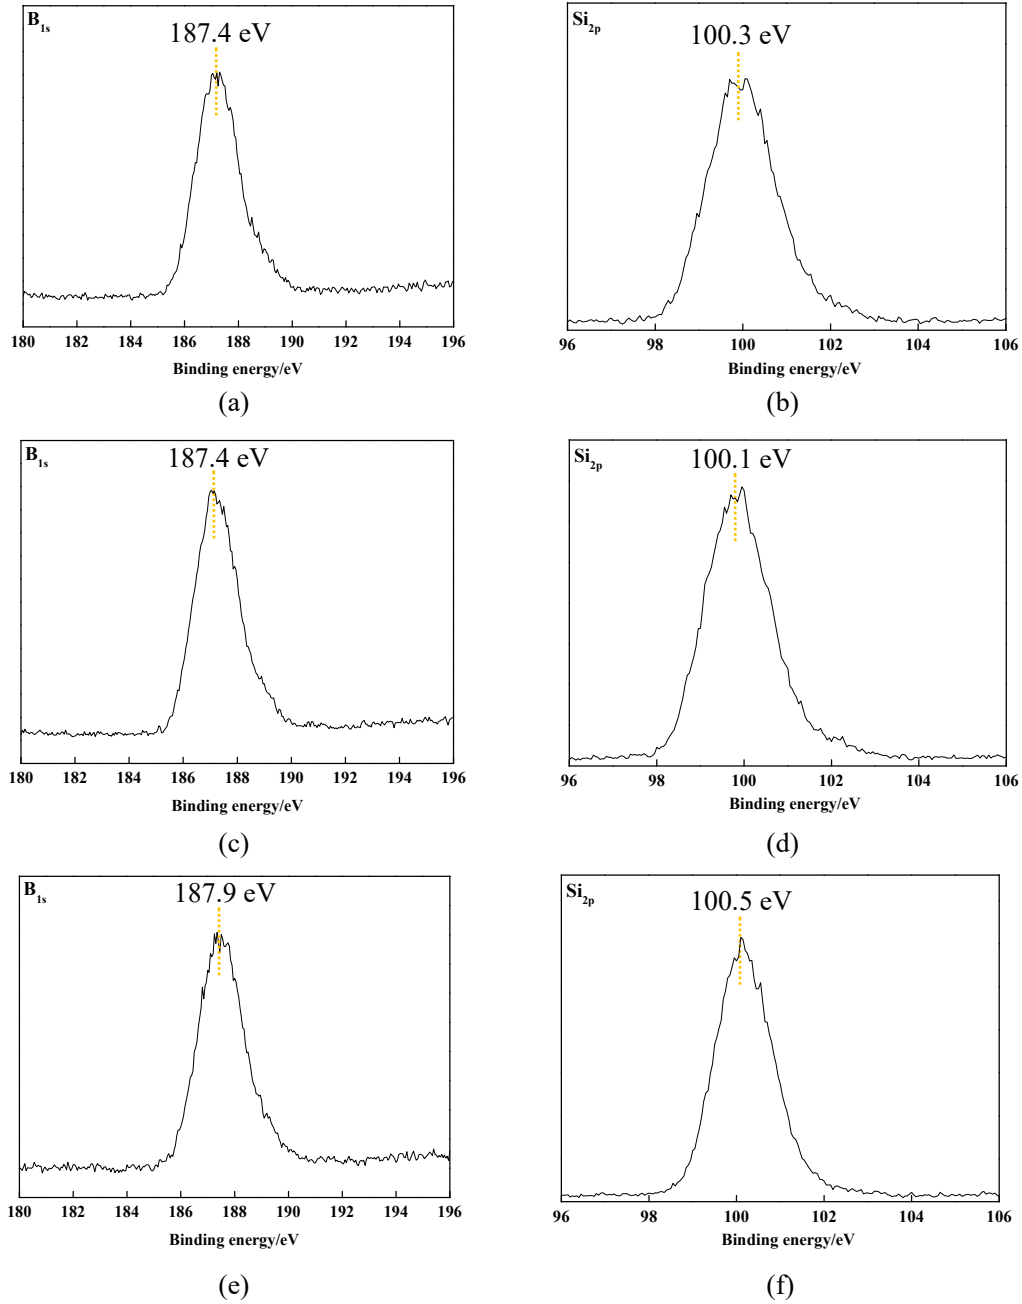 B1s
187.4 eV
180 182 184 186 188 190 192 194 196
Binding energy/eV
(a)
Si2p
100.3 eV
96 98 100 102 104 106
Binding energy/eV
(b)
B1s
187.4 eV
180 182 184 186 188 190 192 194 196
Binding energy/eV
(c)
Si2p
100.1 eV
96 98 100 102 104 106
Binding energy/eV
(d)
B1s
187.9 eV
180 182 184 186 188 190 192 194 196
Binding energy/eV
(e)
Si2p
100.5 eV
96 98 100 102 104 106
Binding energy/eV
(f)